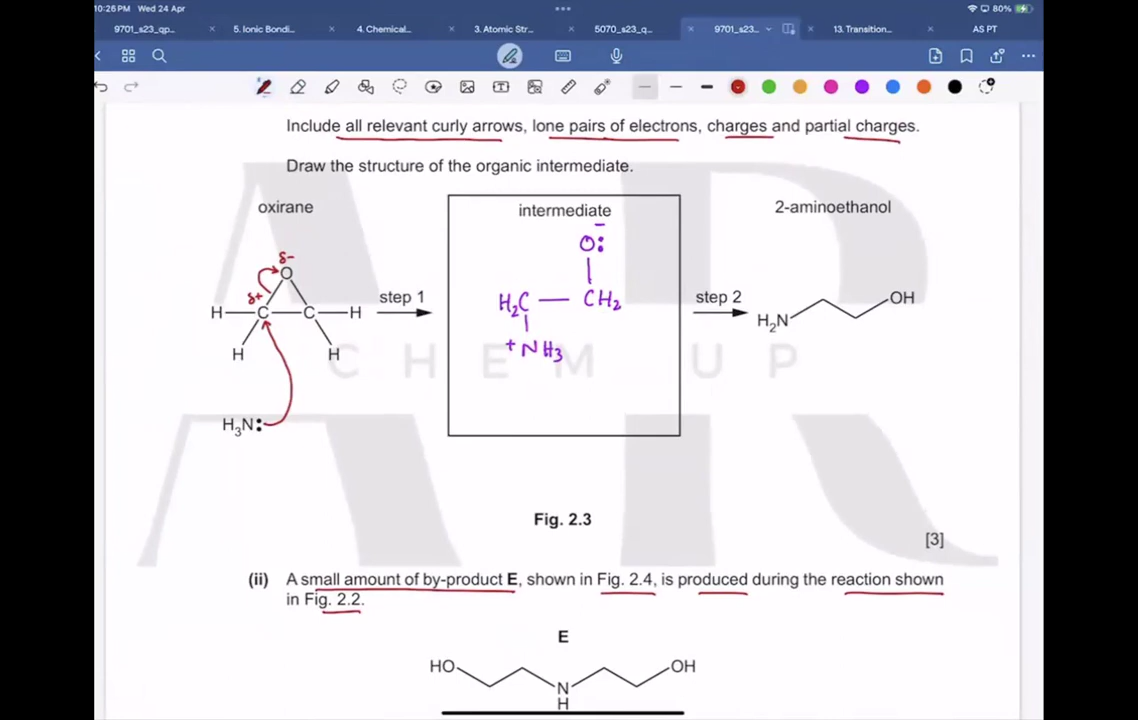 10:26 PM Wed 24 Apr
80%
9701_s23_qp...
5. Ionic Bondi...
4. Chemical...
3. Atomic Str...
5070_s23_q...
9701_s23...
13. Transition...
AS PT
Include all relevant curly arrows, lone pairs of electrons, charges and partial charges.
Draw the structure of the organic intermediate.
oxirane
intermediate
2-aminoethanol
δ–
O
δ+
H C C H
H H
H₃N:
step 1
–
O:
H₂C — CH₂
+NH₃
step 2
H₂N OH
AR
CHEM UP
Fig. 2.3
[3]
(ii) A small amount of by-product E, shown in Fig. 2.4, is produced during the reaction shown
in Fig. 2.2.
E
HO OH
N
H